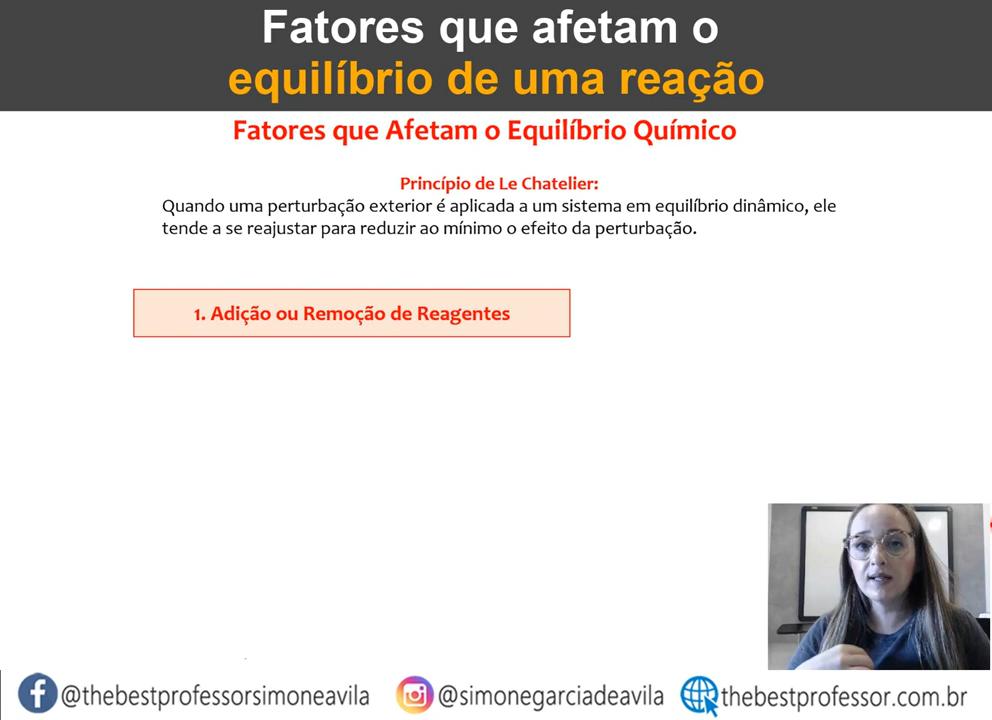 Fatores que afetam o
equilíbrio de uma reação
Fatores que Afetam o Equilíbrio Químico
Princípio de Le Chatelier:
Quando uma perturbação exterior é aplicada a um sistema em equilíbrio dinâmico, ele
tende a se reajustar para reduzir ao mínimo o efeito da perturbação.
1. Adição ou Remoção de Reagentes
@thebestprofessorsimoneavila @simonegarciadeavila thebestprofessor.com.br